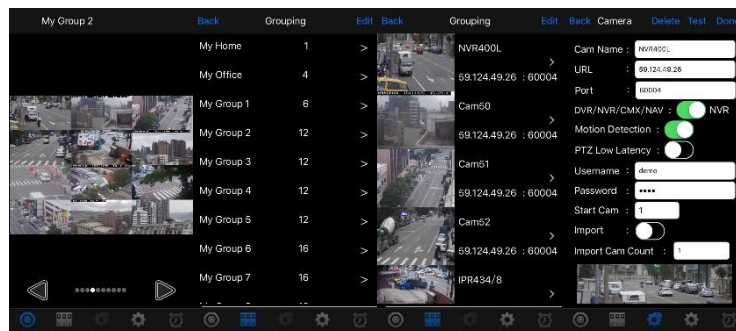 My Group 2
Back Grouping Edit
My Home 1 >
My Office 4 >
My Group 1 6 >
My Group 2 12 >
My Group 3 12 >
My Group 4 12 >
My Group 5 12 >
My Group 6 16 >
My Group 7 16 >
Back Grouping Edit
NVR400L
59.124.49.26 : 60004
Cam50
59.124.49.26 : 60004
Cam51
59.124.49.26 : 60004
Cam52
59.124.49.26 : 60004
IPR434/8
Back Camera Delete Test Done
Cam Name : NVR400L
URL : 59.124.49.26
Port : 60004
DVR/NVR/CMX/NAV : NVR
Motion Detection :
PTZ Low Latency :
Username : demo
Password : ••••
Start Cam : 1
Import :
Import Cam Count : 1